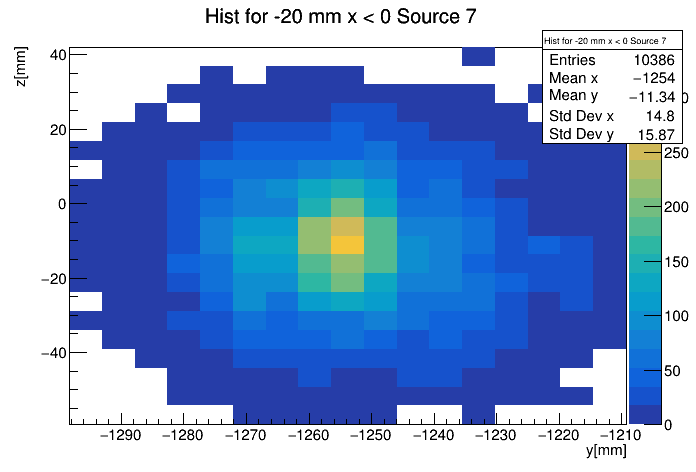 Hist for -20 mm x < 0 Source 7
z[mm]
40
20
0
−20
−40
Hist for -20 mm x < 0 Source 7
Entries 10386
Mean x −1254
Mean y −11.34
Std Dev x 14.8
Std Dev y 15.87
0
250
200
150
100
50
0
−1290 −1280 −1270 −1260 −1250 −1240 −1230 −1220 −1210
y[mm]